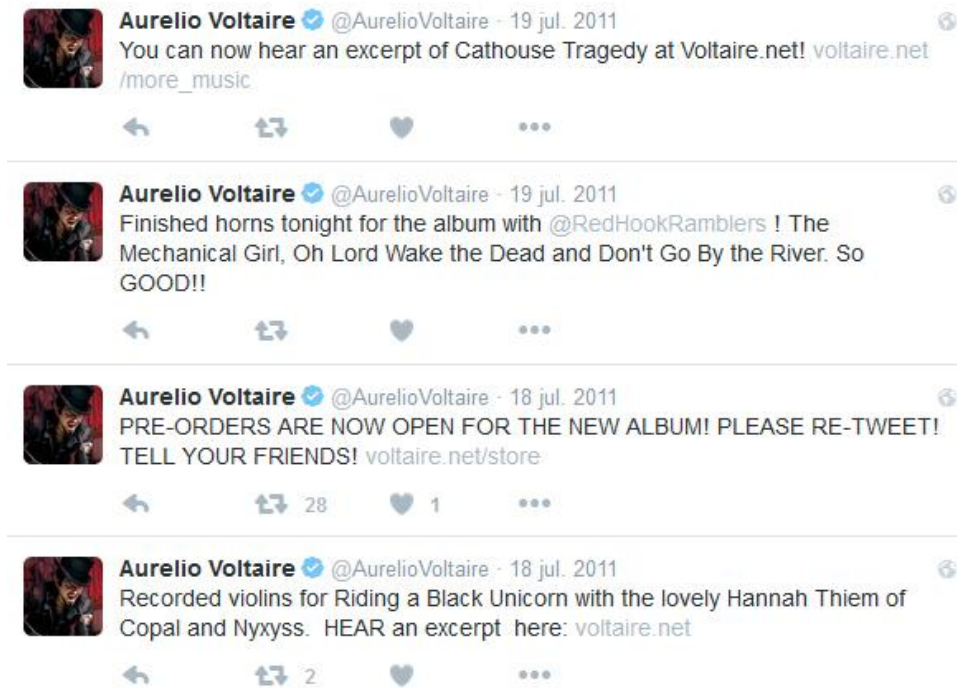 Aurelio Voltaire @AurelioVoltaire · 19 jul. 2011
You can now hear an excerpt of Cathouse Tragedy at Voltaire.net! voltaire.net
/more_music
Aurelio Voltaire @AurelioVoltaire · 19 jul. 2011
Finished horns tonight for the album with @RedHookRamblers ! The
Mechanical Girl, Oh Lord Wake the Dead and Don't Go By the River. So
GOOD!!
Aurelio Voltaire @AurelioVoltaire · 18 jul. 2011
PRE-ORDERS ARE NOW OPEN FOR THE NEW ALBUM! PLEASE RE-TWEET!
TELL YOUR FRIENDS! voltaire.net/store
28 1
Aurelio Voltaire @AurelioVoltaire · 18 jul. 2011
Recorded violins for Riding a Black Unicorn with the lovely Hannah Thiem of
Copal and Nyxyss.  HEAR an excerpt  here: voltaire.net
2